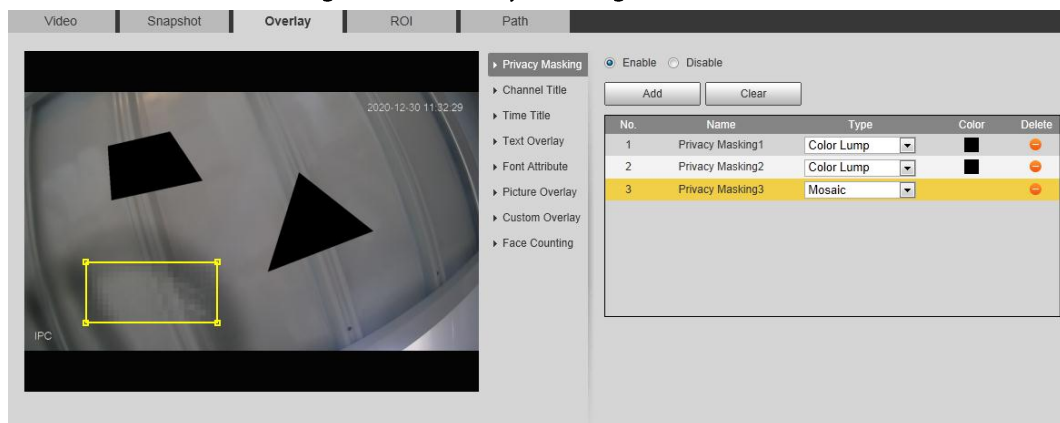 Video Snapshot Overlay ROI Path
2020-12-30 11:32:29
IPC
Privacy Masking
Channel Title
Time Title
Text Overlay
Font Attribute
Picture Overlay
Custom Overlay
Face Counting
Enable Disable
Add Clear
No. Name Type Color Delete
1 Privacy Masking1 Color Lump
2 Privacy Masking2 Color Lump
3 Privacy Masking3 Mosaic